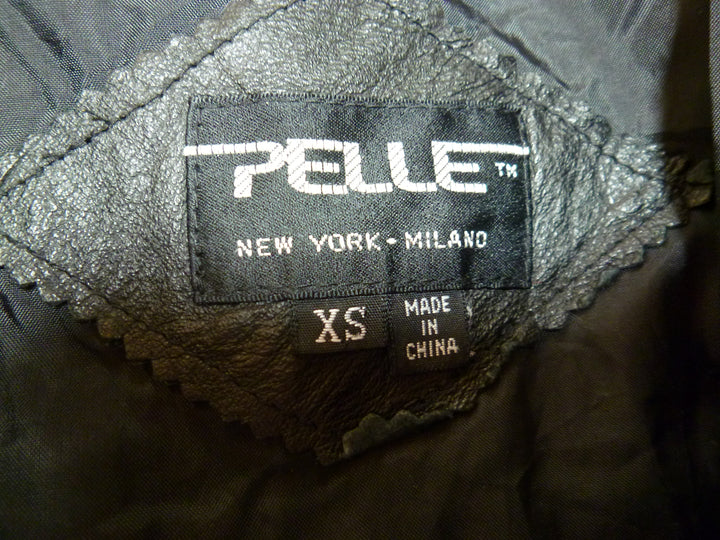 PELLE™
NEW YORK - MILANO
XS
MADE
IN
CHINA